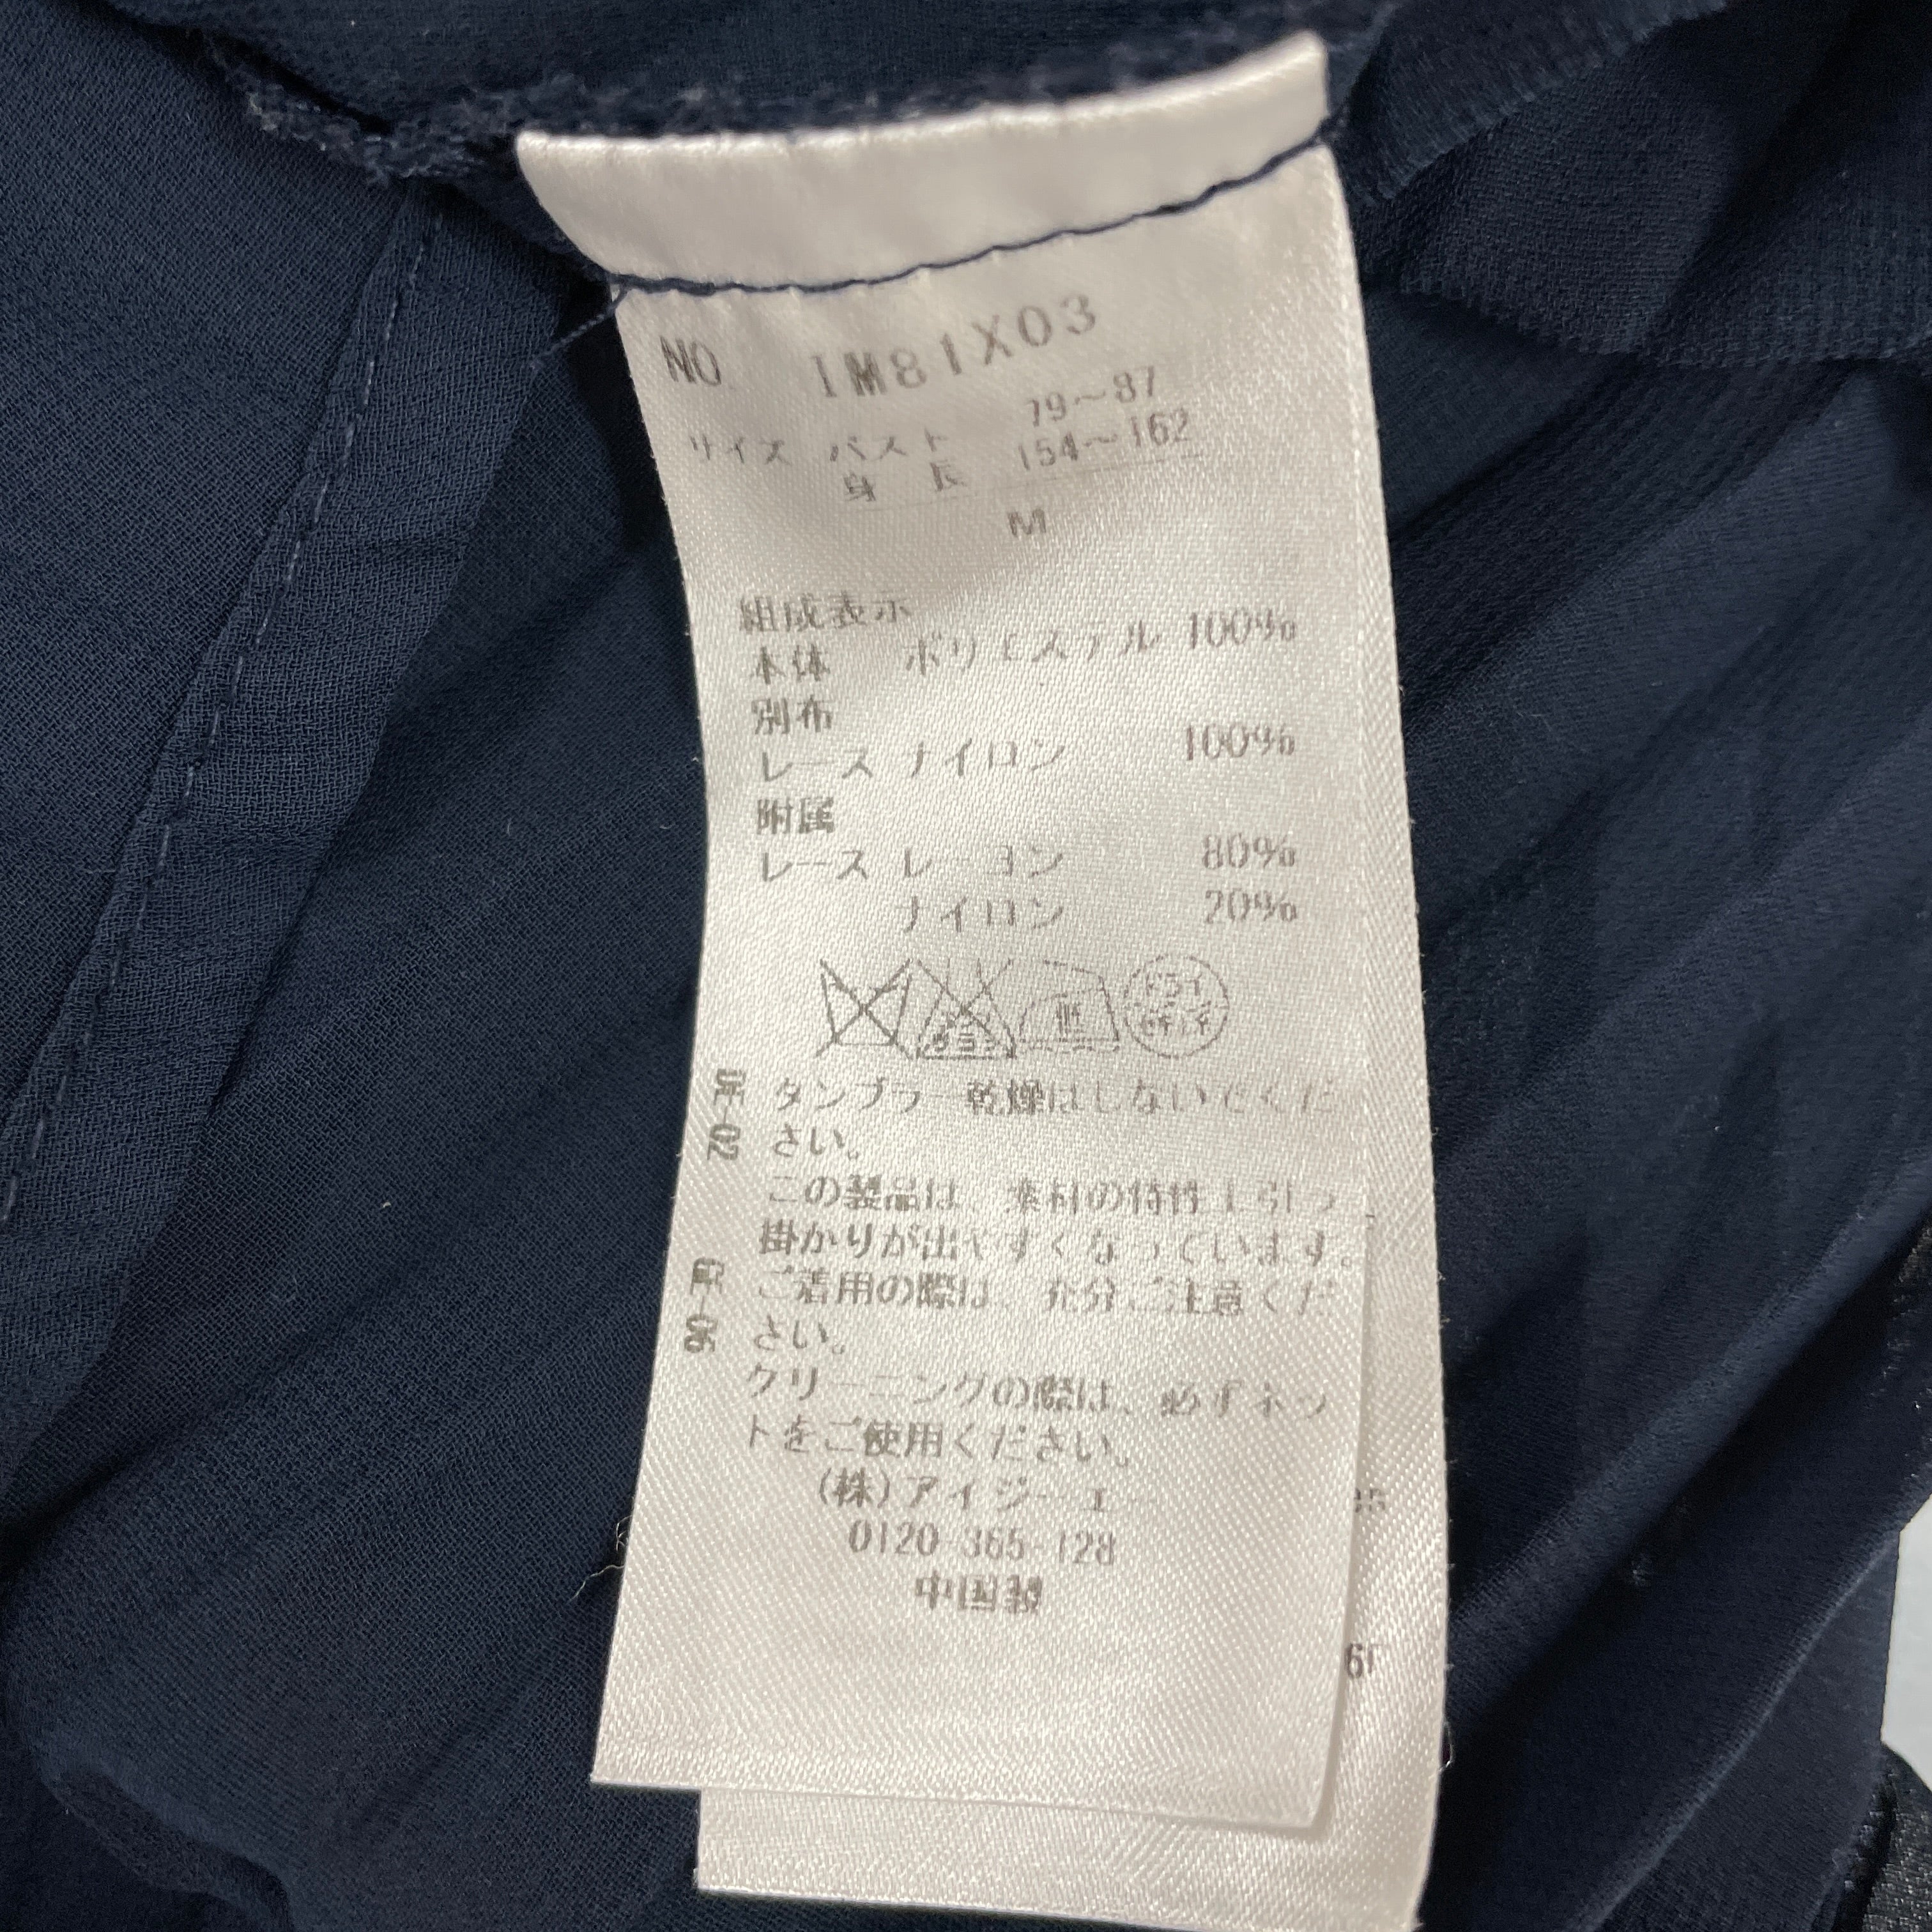 NO. IM81X03
サイズ バスト 79〜87
身 長 154〜162
M
組成表示
本体 ポリエステル 100%
別布
レース ナイロン 100%
附属
レース レーヨン 80%
ナイロン 20%
ドライ
タンブラー乾燥はしないでくだ
さい。
この製品は、素材の特性上引っ
掛かりが出やすくなっています。
ご着用の際は、充分ご注意くだ
さい。
クリーニングの際は、必ずネッ
トをご使用ください。
(株)アイジーエー
0120-365-128
中国製